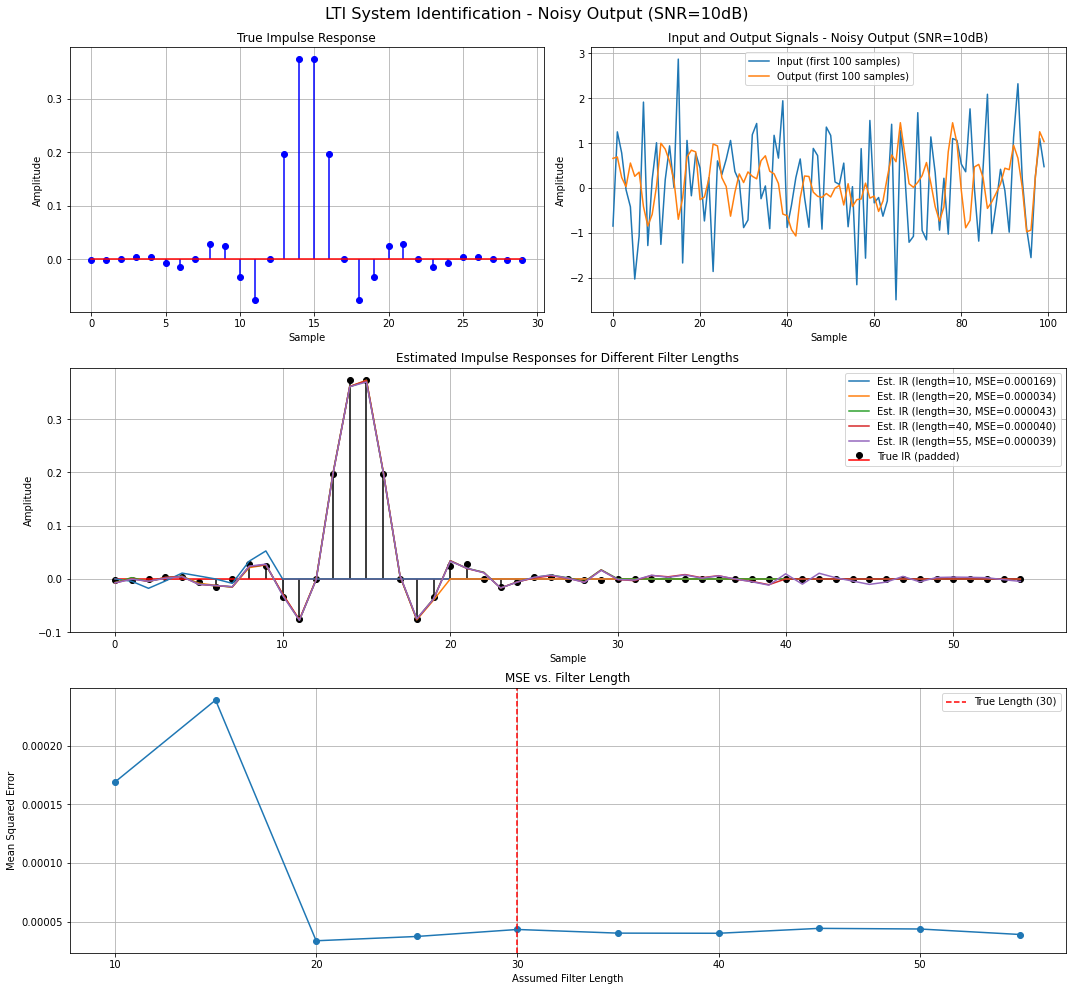 LTI System Identification - Noisy Output (SNR=10dB)
True Impulse Response
Amplitude
0.3
0.2
0.1
0.0
0 5 10 15 20 25 30
Sample
Input and Output Signals - Noisy Output (SNR=10dB)
Input (first 100 samples)
Output (first 100 samples)
Amplitude
3
2
1
0
−1
−2
0 20 40 60 80 100
Sample
Estimated Impulse Responses for Different Filter Lengths
Est. IR (length=10, MSE=0.000169)
Est. IR (length=20, MSE=0.000034)
Est. IR (length=30, MSE=0.000043)
Est. IR (length=40, MSE=0.000040)
Est. IR (length=55, MSE=0.000039)
True IR (padded)
Amplitude
0.3
0.2
0.1
0.0
−0.1
0 10 20 30 40 50
Sample
MSE vs. Filter Length
True Length (30)
Mean Squared Error
0.00020
0.00015
0.00010
0.00005
10 20 30 40 50
Assumed Filter Length